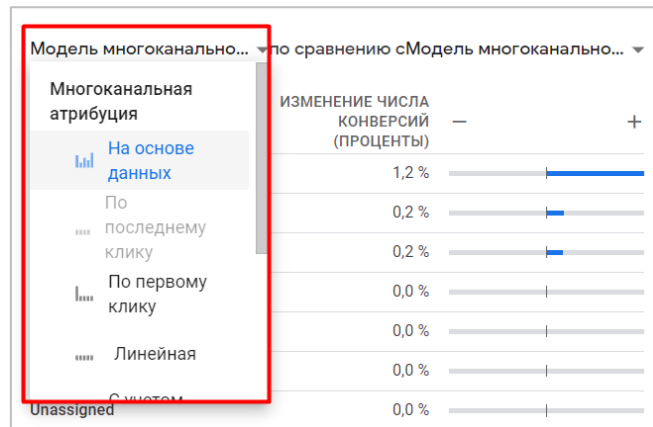 Модель многоканально... по сравнению сМодель многоканально...
Многоканальная
атрибуция
ИЗМЕНЕНИЕ ЧИСЛА
КОНВЕРСИЙ
(ПРОЦЕНТЫ)
− +
На основе
данных
1,2 %
По
последнему
клику
0,2 %
0,2 %
По первому
клику
0,0 %
0,0 %
Линейная
0,0 %
С учетом
Unassigned
0,0 %